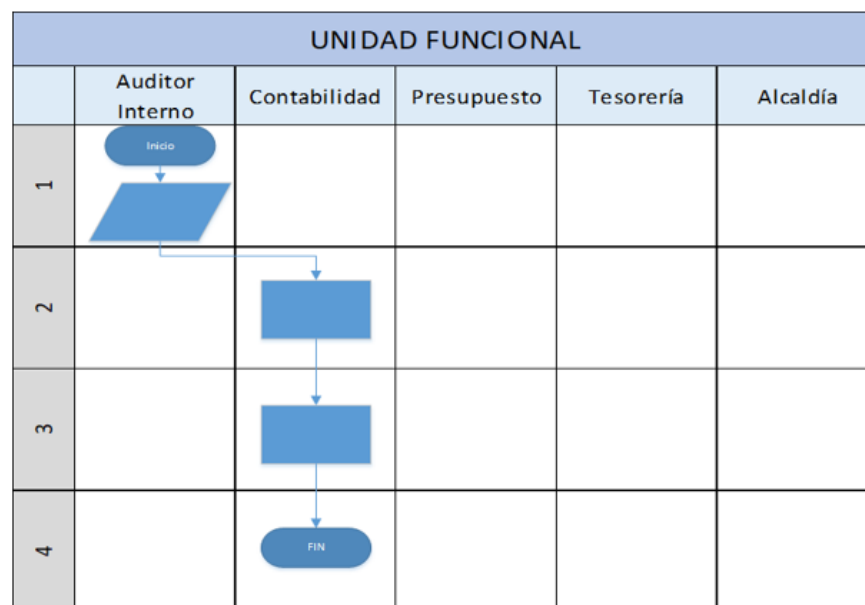 UNIDAD FUNCIONAL
Auditor
Interno
Contabilidad
Presupuesto
Tesorería
Alcaldía
Inicio
1
2
3
4
FIN